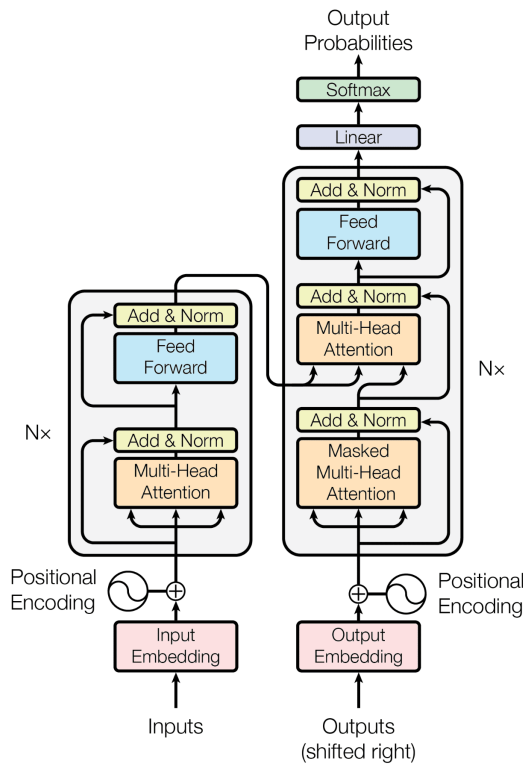 Output
Probabilities
Softmax
Linear
Add & Norm
Feed
Forward
Add & Norm
Multi-Head
Attention
Add & Norm
Masked
Multi-Head
Attention
Nx
Add & Norm
Feed
Forward
Add & Norm
Multi-Head
Attention
N×
Positional
Encoding
Positional
Encoding
Input
Embedding
Output
Embedding
Inputs
Outputs
(shifted right)